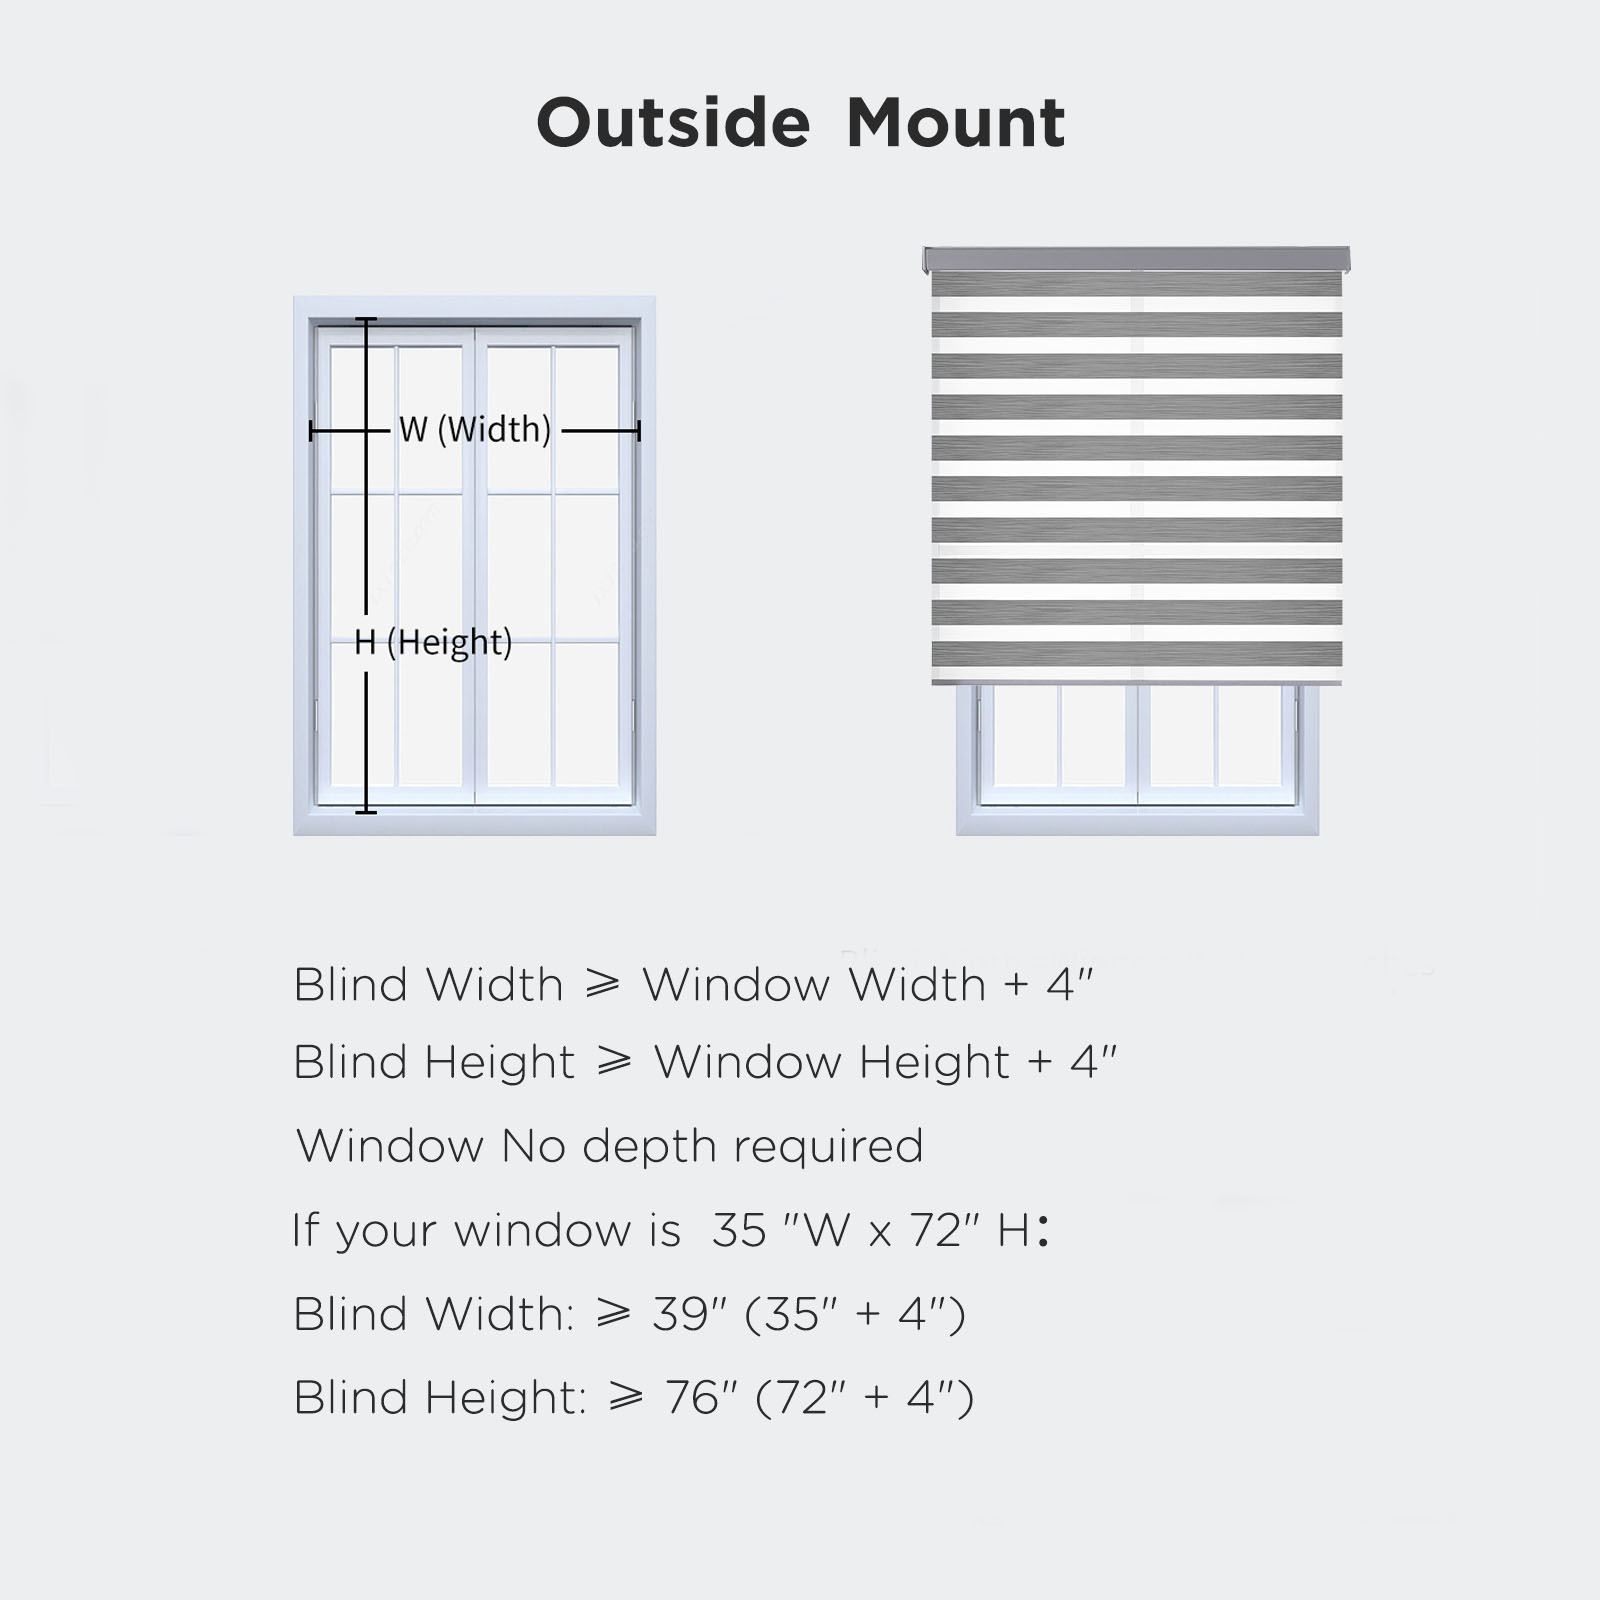 Outside Mount
W (Width)
H (Height)
Blind Width ⩾ Window Width + 4"
Blind Height ⩾ Window Height + 4"
Window No depth required
If your window is 35 "W x 72" H:
Blind Width: ⩾ 39" (35" + 4")
Blind Height: ⩾ 76" (72" + 4")